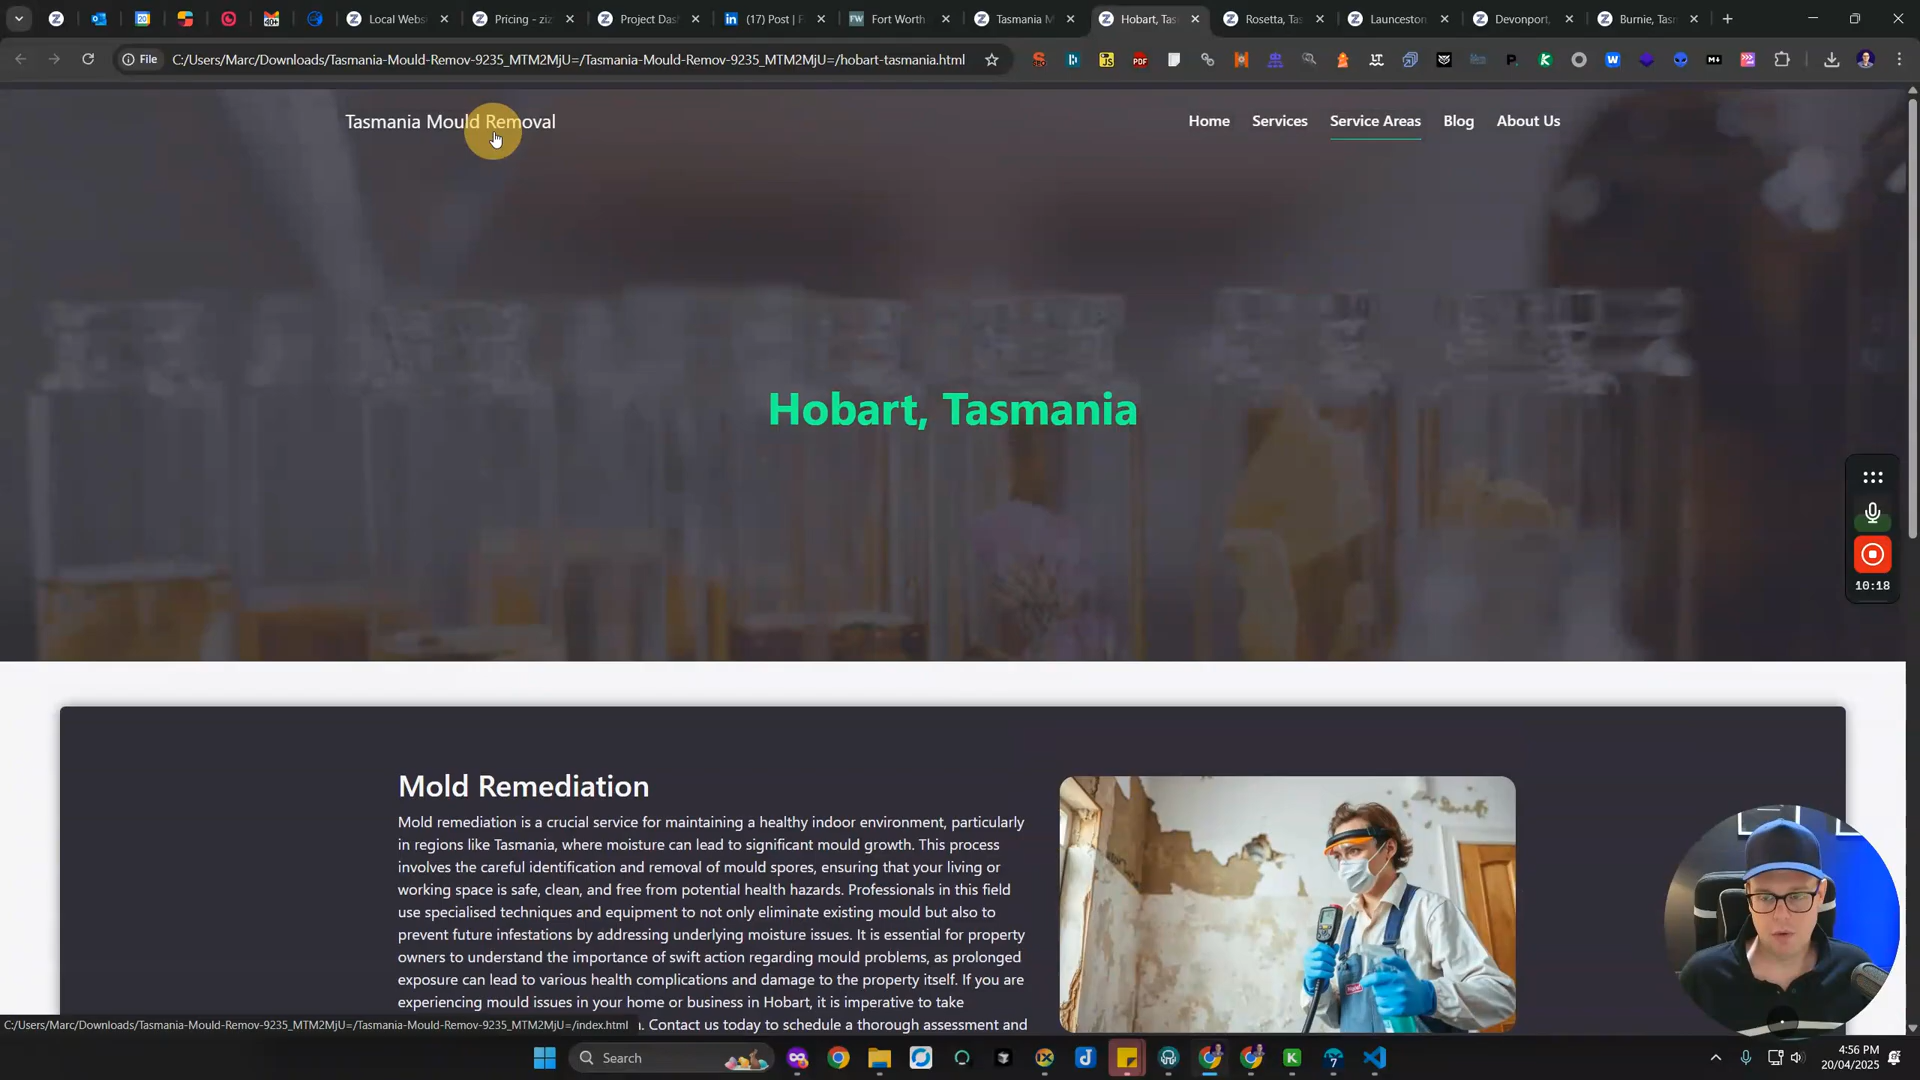 Local Webs
Pricing - ziz
Project Das
(17) Post | F
Fort Worth
Tasmania M
Hobart, Tas
Rosetta, Tas
Launceston
Devonport,
Burnie, Tasm
File
C:/Users/Marc/Downloads/Tasmania-Mould-Remov-9235_MTM2MjU=/Tasmania-Mould-Remov-9235_MTM2MjU=/hobart-tasmania.html
Tasmania Mould Removal
Home
Services
Service Areas
Blog
About Us
Hobart, Tasmania
10:18
Mold Remediation
Mold remediation is a crucial service for maintaining a healthy indoor environment, particularly
in regions like Tasmania, where moisture can lead to significant mould growth. This process
involves the careful identification and removal of mould spores, ensuring that your living or
working space is safe, clean, and free from potential health hazards. Professionals in this field
use specialised techniques and equipment to not only eliminate existing mould but also to
prevent future infestations by addressing underlying moisture issues. It is essential for property
owners to understand the importance of swift action regarding mould problems, as prolonged
exposure can lead to various health complications and damage to the property itself. If you are
experiencing mould issues in your home or business in Hobart, it is imperative to take
. Contact us today to schedule a thorough assessment and
C:/Users/Marc/Downloads/Tasmania-Mould-Remov-9235_MTM2MjU=/Tasmania-Mould-Remov-9235_MTM2MjU=/index.html
Search
4:56 PM
20/04/2025